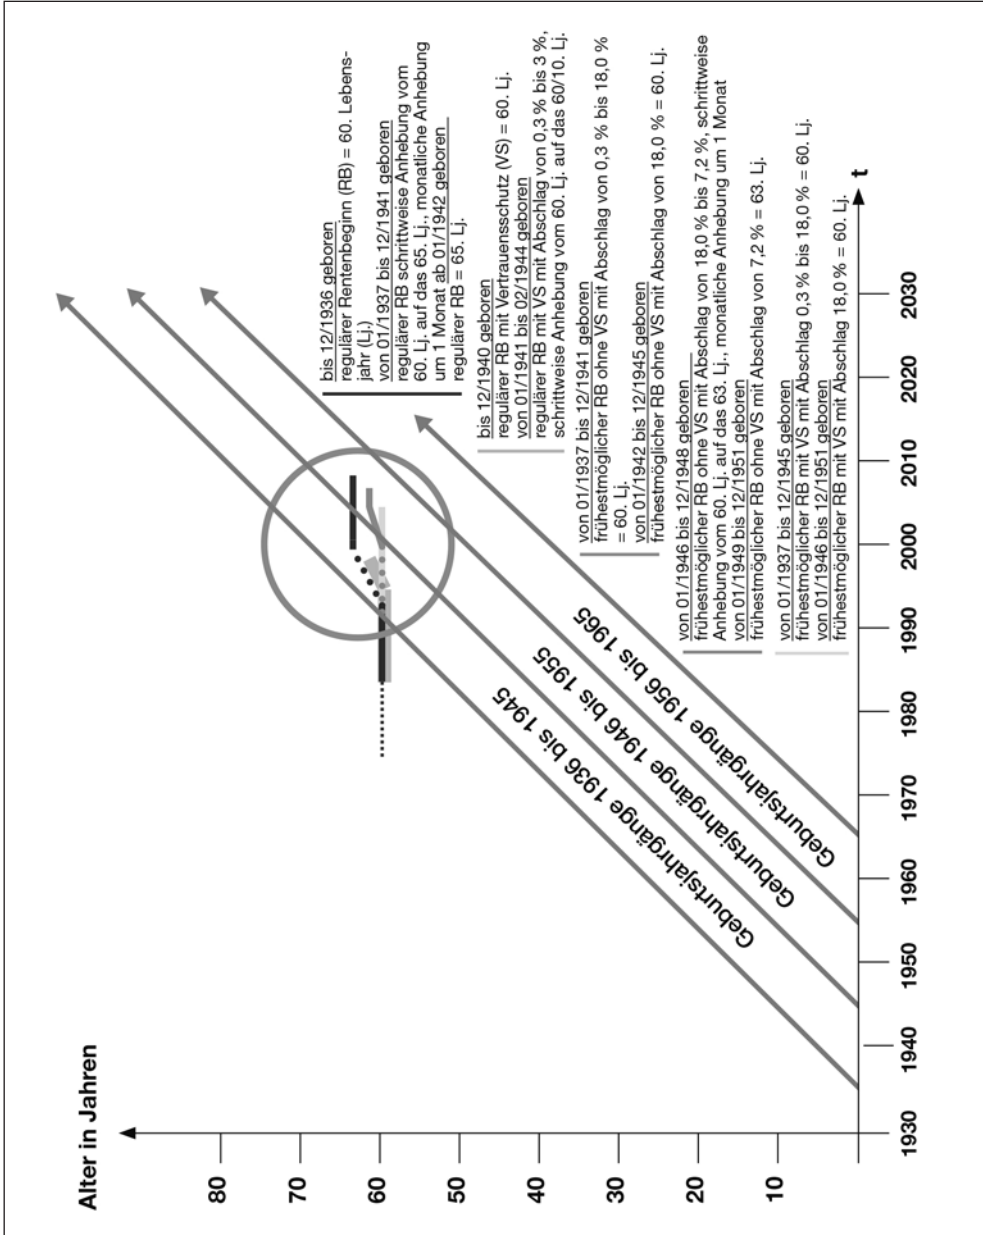 Alter in Jahren
80
70
60
50
40
30
20
10
1930
1940
1950
1960
1970
1980
1990
2000
2010
2020
2030
t
Geburtsjahrgänge 1936 bis 1945
Geburtsjahrgänge 1946 bis 1955
Geburtsjahrgänge 1956 bis 1965
bis 12/1936 geboren
regulärer Rentenbeginn (RB) = 60. Lebens-
jahr (Lj.)
von 01/1937 bis 12/1941 geboren
regulärer RB schrittweise Anhebung vom
60. Lj. auf das 65. Lj., monatliche Anhebung
um 1 Monat ab 01/1942 geboren
regulärer RB = 65. Lj.
bis 12/1940 geboren
regulärer RB mit Vertrauensschutz (VS) = 60. Lj.
von 01/1941 bis 02/1944 geboren
regulärer RB mit VS mit Abschlag von 0,3 % bis 3 %,
schrittweise Anhebung vom 60. Lj. auf das 60/10. Lj.
von 01/1937 bis 12/1941 geboren
frühestmöglicher RB ohne VS mit Abschlag von 0,3 % bis 18,0 %
= 60. Lj.
von 01/1942 bis 12/1945 geboren
frühestmöglicher RB ohne VS mit Abschlag von 18,0 % = 60. Lj.
von 01/1946 bis 12/1948 geboren
frühestmöglicher RB ohne VS mit Abschlag von 18,0 % bis 7,2 %, schrittweise
Anhebung vom 60. Lj. auf das 63. Lj., monatliche Anhebung um 1 Monat
von 01/1949 bis 12/1951 geboren
frühestmöglicher RB ohne VS mit Abschlag von 7,2 % = 63. Lj.
von 01/1937 bis 12/1945 geboren
frühestmöglicher RB mit VS mit Abschlag 0,3 % bis 18,0 % = 60. Lj.
von 01/1946 bis 12/1951 geboren
frühestmöglicher RB mit VS mit Abschlag 18,0 % = 60. Lj.